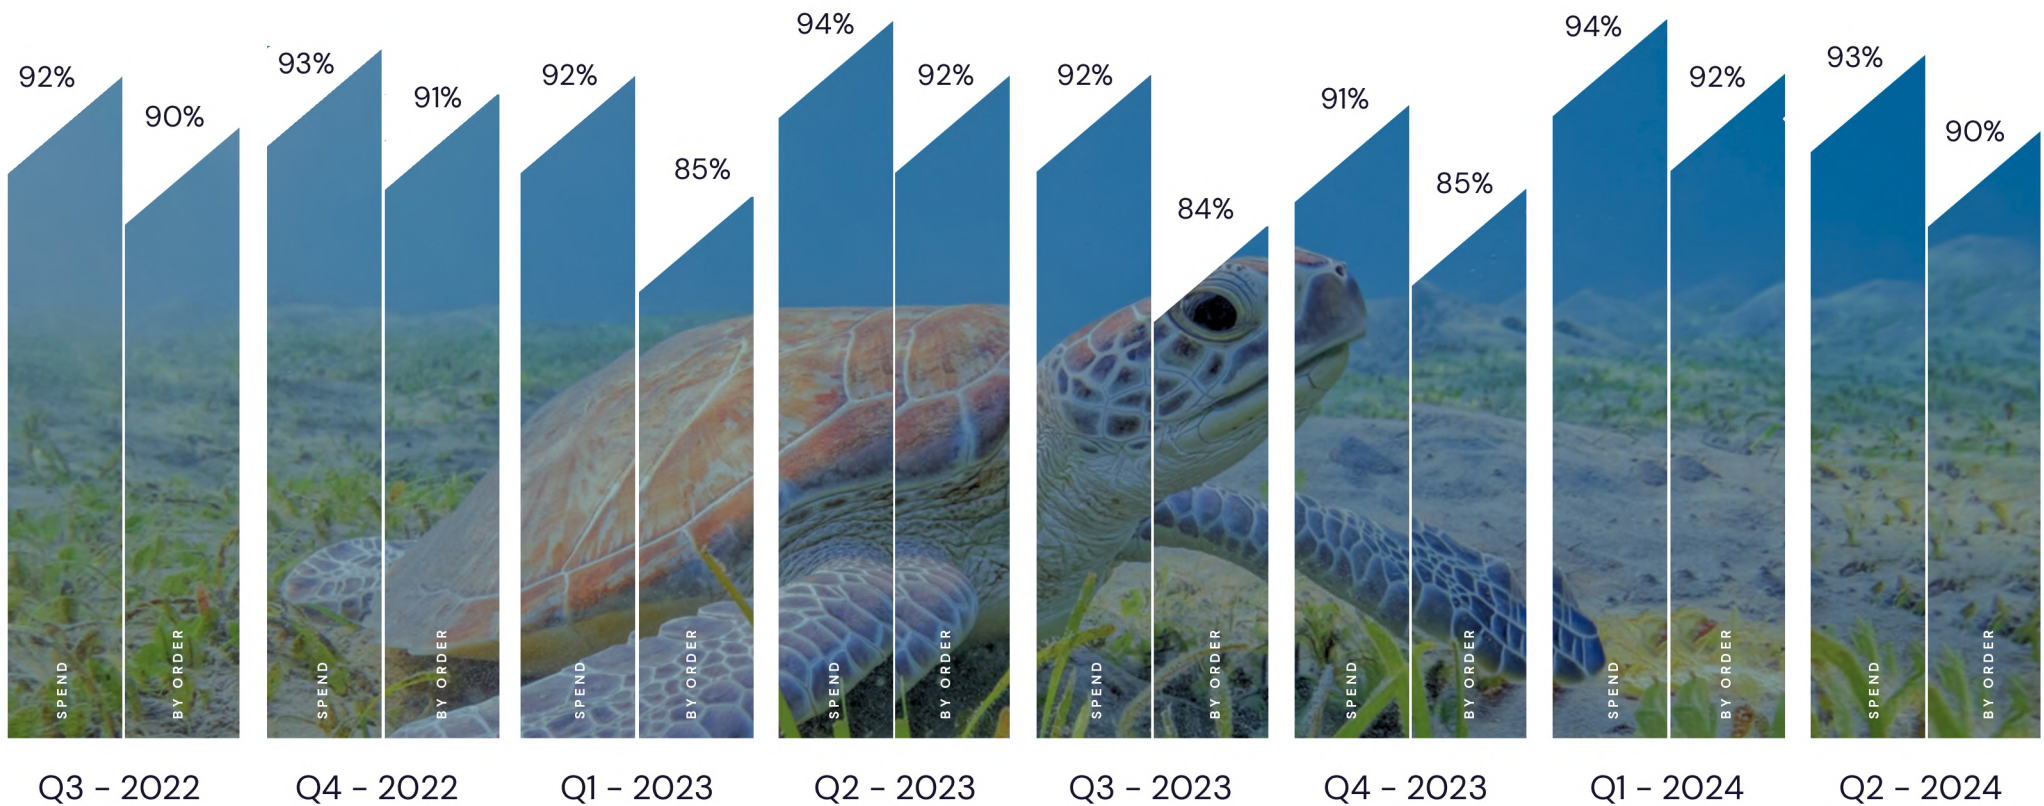 92%
90%
SPEND
BY ORDER
Q3 - 2022
93%
91%
SPEND
BY ORDER
Q4 - 2022
92%
85%
SPEND
BY ORDER
Q1 - 2023
94%
92%
SPEND
BY ORDER
Q2 - 2023
92%
84%
SPEND
BY ORDER
Q3 - 2023
91%
85%
SPEND
BY ORDER
Q4 - 2023
94%
92%
SPEND
BY ORDER
Q1 - 2024
93%
90%
SPEND
BY ORDER
Q2 - 2024